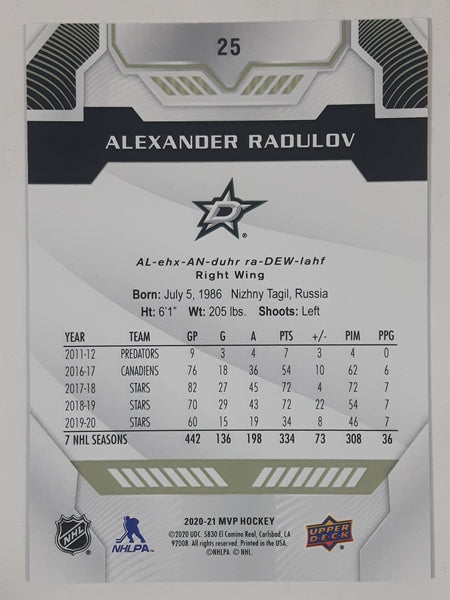 25
ALEXANDER RADULOV
D
®
AL-ehx-AN-duhr ra-DEW-lahf
Right Wing
Born: July 5, 1986 Nizhny Tagil, Russia
Ht: 6'1" Wt: 205 lbs. Shoots: Left
YEAR TEAM GP G A PTS +/- PIM PPG
2011-12 PREDATORS 9 3 4 7 3 4 0
2016-17 CANADIENS 76 18 36 54 10 62 6
2017-18 STARS 82 27 45 72 4 72 7
2018-19 STARS 70 29 43 72 22 54 7
2019-20 STARS 60 15 19 34 8 46 7
7 NHL SEASONS 442 136 198 334 73 308 36
2020-21 MVP HOCKEY
©2020 UDC. 5830 El Camino Real, Carlsbad, CA
92008. All rights reserved. Printed in the USA.
©NHLPA. © NHL.
NHL
NHLPA
UPPER
DECK
®